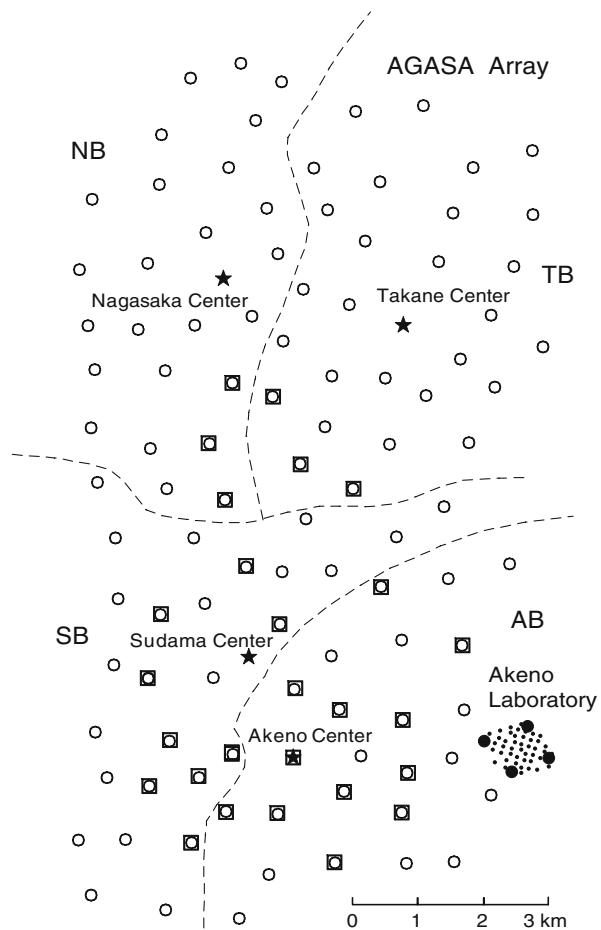 AGASA Array
NB
Nagasaka Center
Takane Center
TB
SB
Sudama Center
AB
Akeno
Laboratory
Akeno Center
0 1 2 3 km